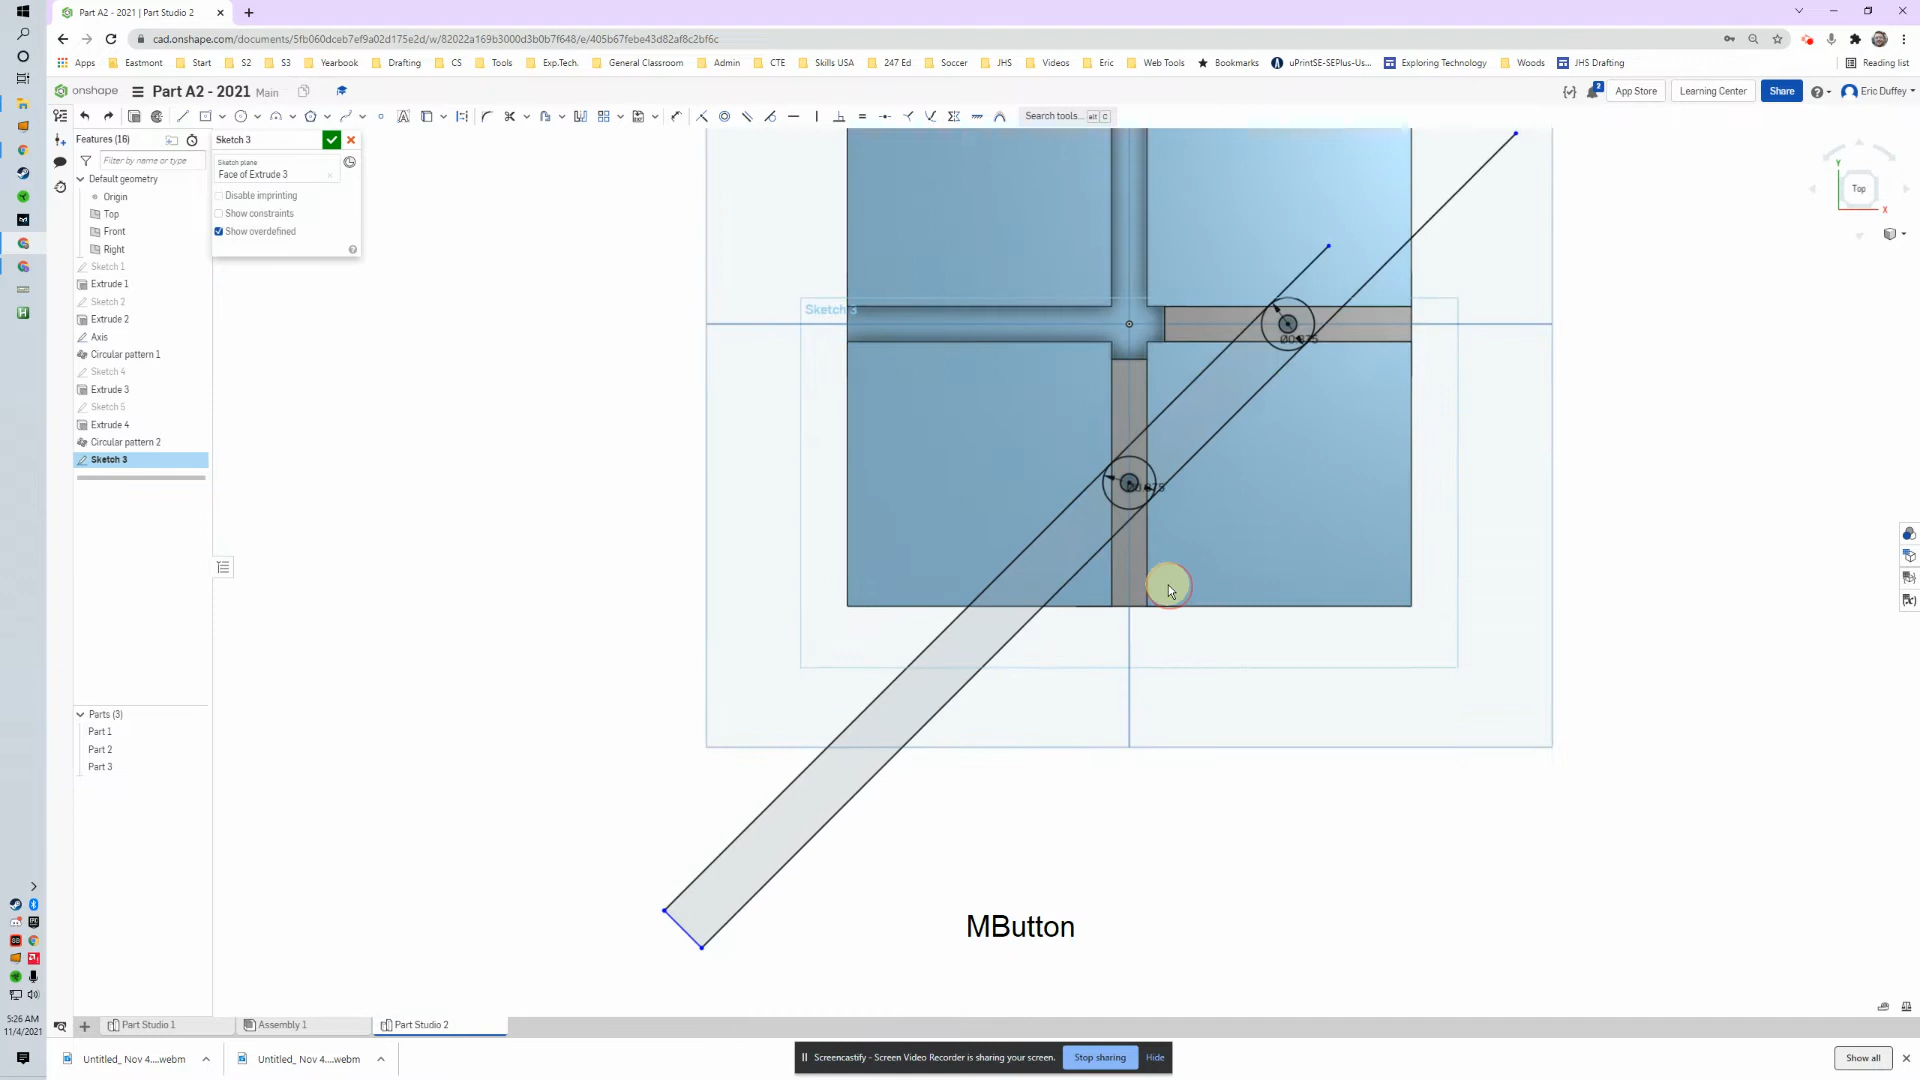 Part A2 - 2021 | Part Studio 2
cad.onshape.com/documents/5fb060dceb7ef9a02d175e2d/w/82022a169b3000d3b0b7f648/e/405b67febe43d82af8c2bf6c
Apps Eastmont Start S2 S3 Yearbook Drafting CS Tools Exp.Tech. General Classroom Admin CTE Skills USA 247 Ed Soccer JHS Videos Eric Web Tools Bookmarks uPrintSE-SEPlus-Us... Exploring Technology Woods JHS Drafting Reading list
onshape Part A2 - 2021 Main 2 App Store Learning Center Share Eric Duffey
Search tools... alt C
Features (16)
Filter by name or type
Default geometry
Origin
Top
Front
Right
Sketch 1
Extrude 1
Sketch 2
Extrude 2
Axis
Circular pattern 1
Sketch 4
Extrude 3
Sketch 5
Extrude 4
Circular pattern 2
Sketch 3
Parts (3)
Part 1
Part 2
Part 3
Sketch 3
Sketch plane
Face of Extrude 3
Disable imprinting
Show constraints
Show overdefined
Sketch 3
Y
Top
X
MButton
5:26 AM
11/4/2021
Part Studio 1 Assembly 1 Part Studio 2
Untitled_ Nov 4....webm Untitled_ Nov 4....webm
Screencastify - Screen Video Recorder is sharing your screen. Stop sharing Hide
Show all